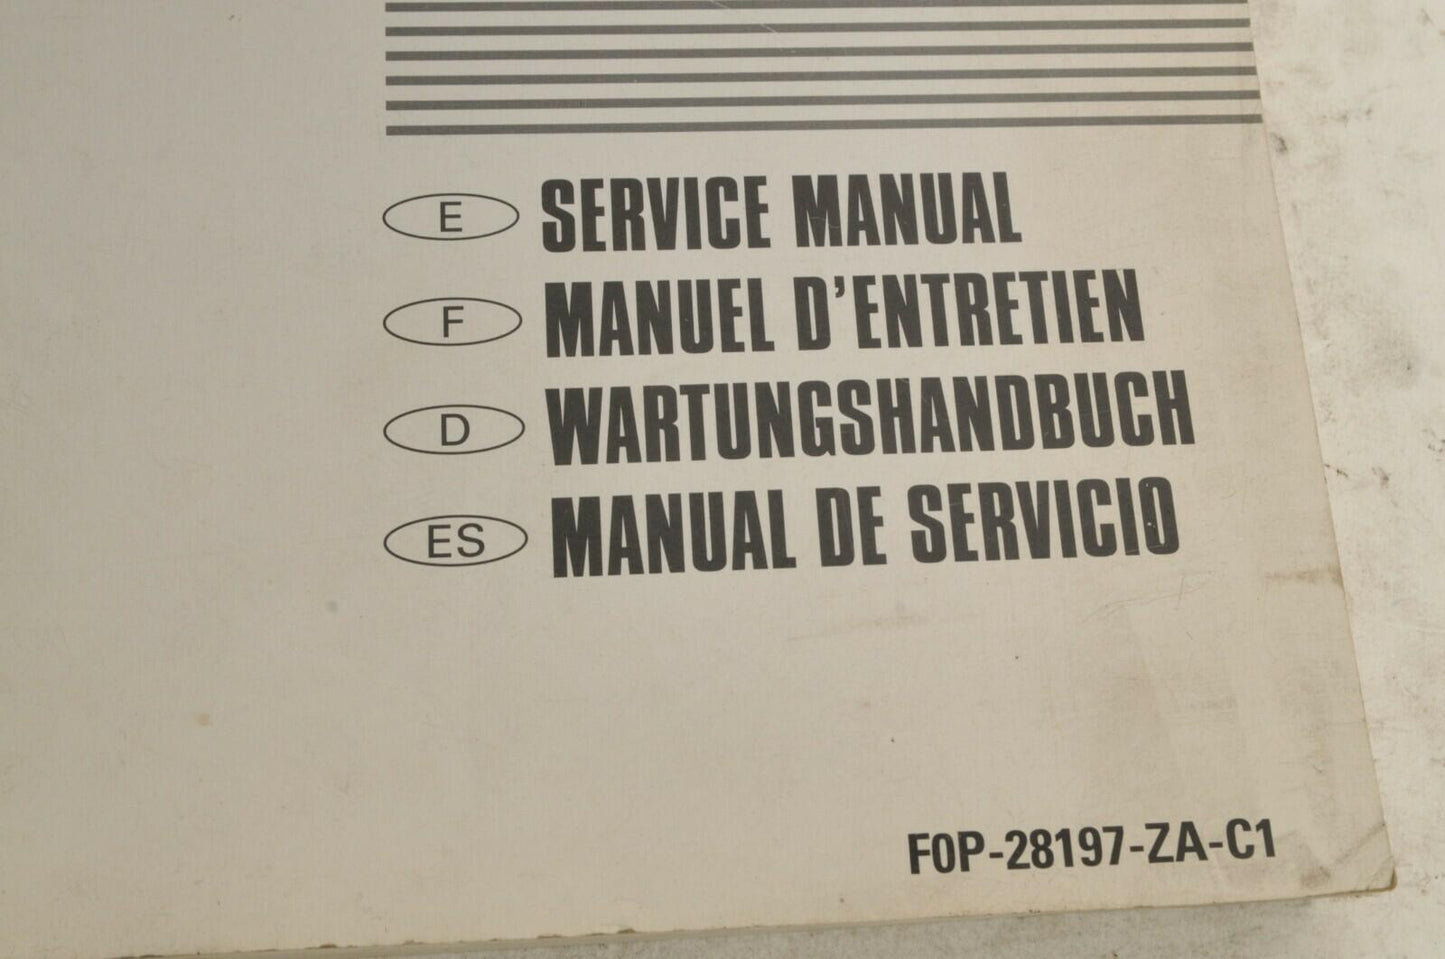 E SERVICE MANUAL
F MANUEL D'ENTRETIEN
D WARTUNGSHANDBUCH
ES MANUAL DE SERVICIO
F0P-28197-ZA-C1